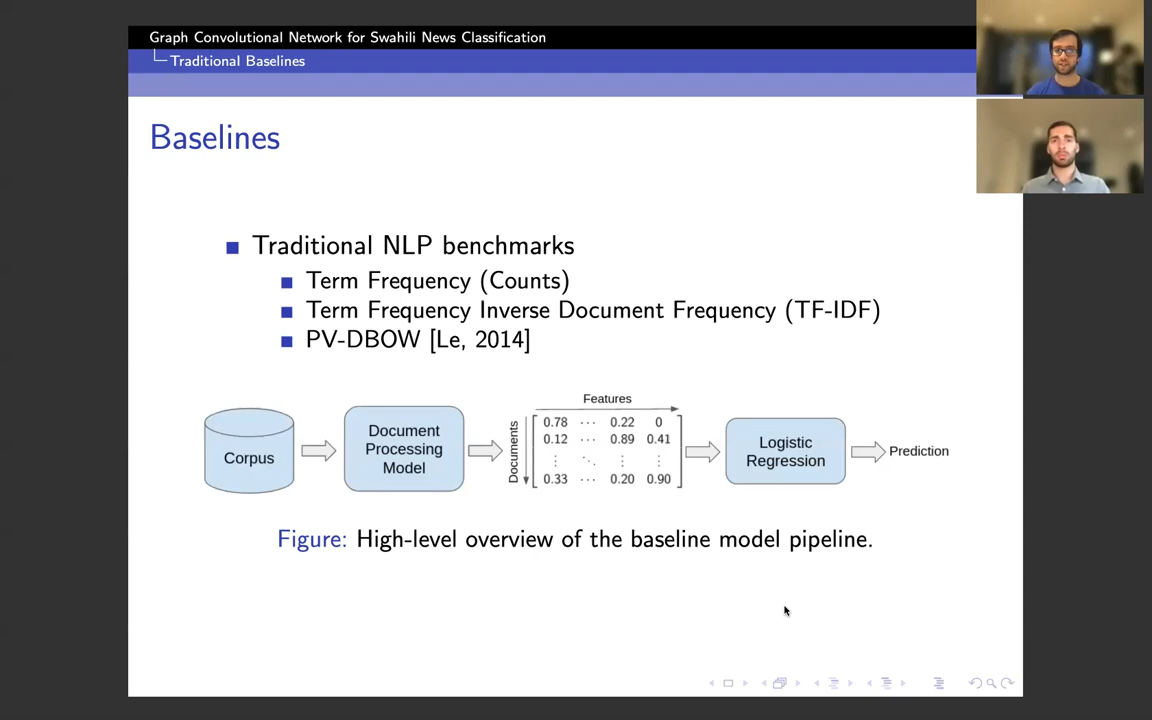 Graph Convolutional Network for Swahili News Classification
Traditional Baselines
Baselines
Traditional NLP benchmarks
Term Frequency (Counts)
Term Frequency Inverse Document Frequency (TF-IDF)
PV-DBOW [Le, 2014]
Corpus
Document
Processing
Model
Features
Documents
0.78 ⋯ 0.22 0
0.12 ⋯ 0.89 0.41
⋮ ⋱ ⋮ ⋮
0.33 ⋯ 0.20 0.90
Logistic
Regression
Prediction
Figure: High-level overview of the baseline model pipeline.